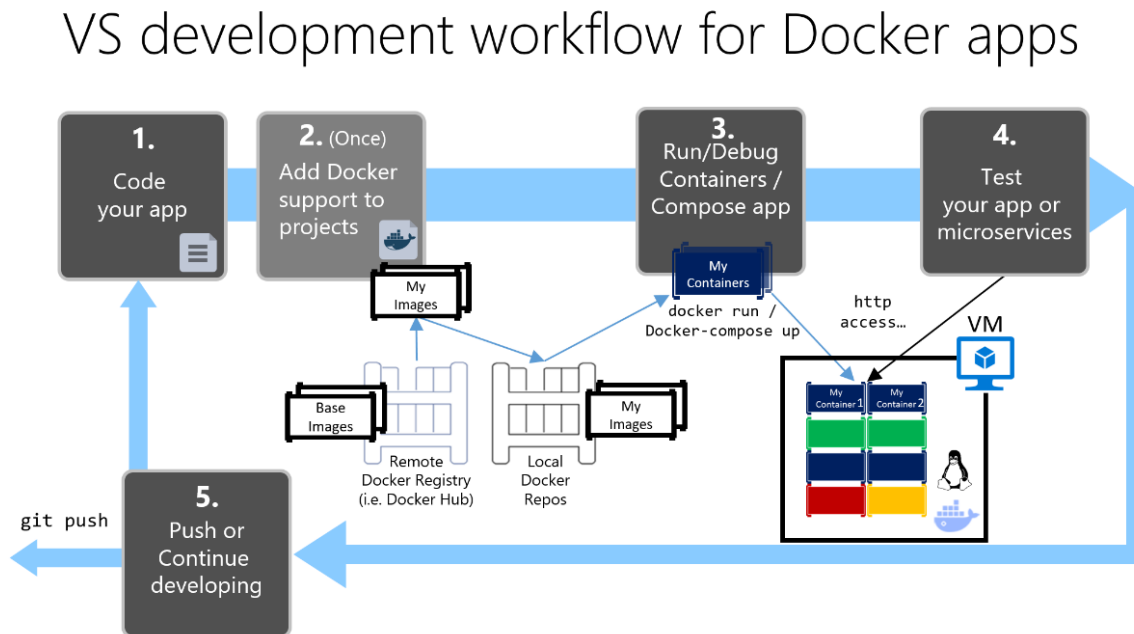 VS development workflow for Docker apps
1.
Code
your app
2. (Once)
Add Docker
support to
projects
3.
Run/Debug
Containers /
Compose app
4.
Test
your app or
microservices
My
Images
My
Containers
docker run /
Docker-compose up
http
access…
VM
Base
Images
My
Images
My
Container 1
My
Container 2
Remote
Docker Registry
(i.e. Docker Hub)
Local
Docker
Repos
5.
Push or
Continue
developing
git push